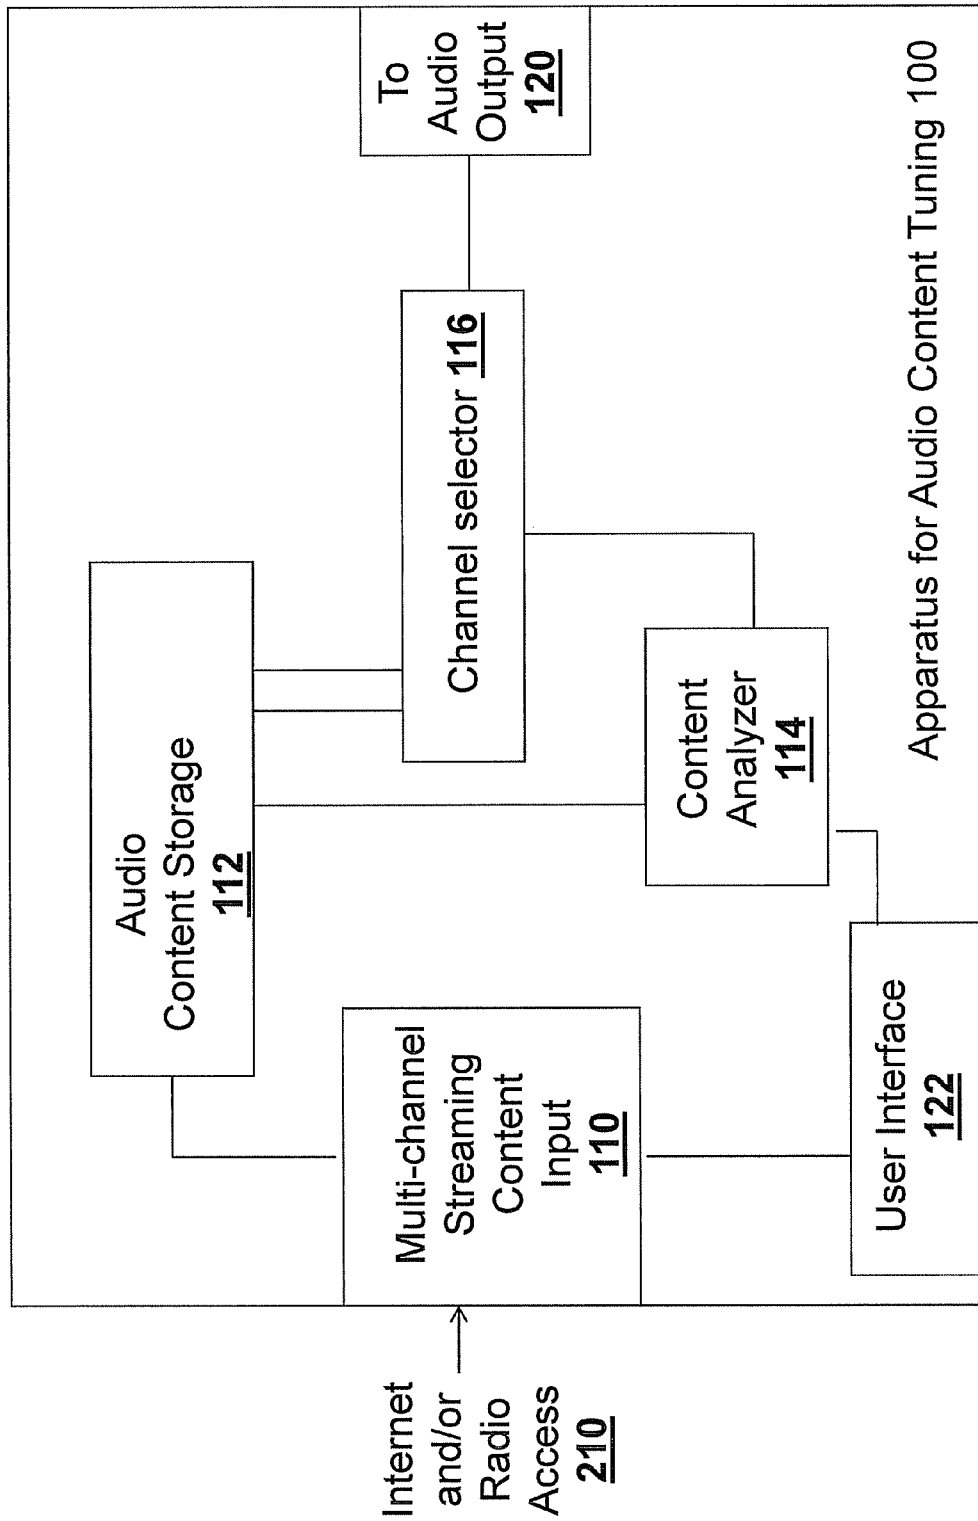 Internet
and/or
Radio
Access
210
Multi-channel
Streaming
Content
Input
110
Audio
Content Storage
112
User Interface
122
Content
Analyzer
114
Channel selector 116
To
Audio
Output
120
Apparatus for Audio Content Tuning 100